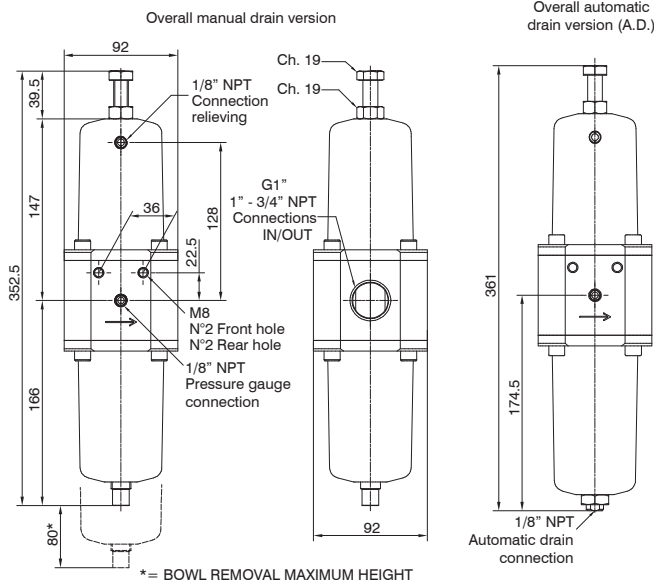 Overall manual drain version
Overall automatic
drain version (A.D.)
92
39.5
1/8” NPT
Connection
relieving
Ch. 19
Ch. 19
147
36
128
22.5
352.5
G1”
1” - 3/4” NPT
Connections
IN/OUT
M8
N°2 Front hole
N°2 Rear hole
1/8” NPT
Pressure gauge
connection
166
80*
92
361
174.5
1/8” NPT
Automatic drain
connection
*= BOWL REMOVAL MAXIMUM HEIGHT